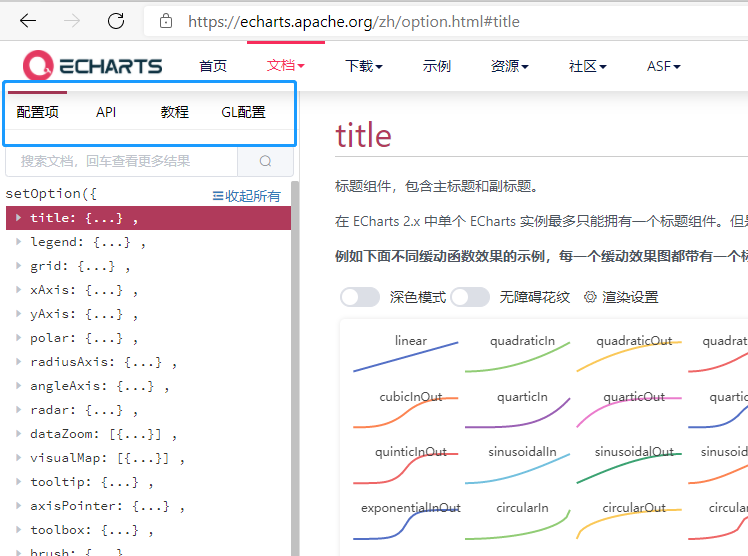 https://echarts.apache.org/zh/option.html#title
ECHARTS 首页 文档 下载 示例 资源 社区 ASF
配置项 API 教程 GL配置
搜索文档，回车查看更多结果
setOption({ 收起所有
title: {...} ,
legend: {...} ,
grid: {...} ,
xAxis: {...} ,
yAxis: {...} ,
polar: {...} ,
radiusAxis: {...} ,
angleAxis: {...} ,
radar: {...} ,
dataZoom: [{...}] ,
visualMap: [{...}] ,
tooltip: {...} ,
axisPointer: {...} ,
toolbox: {...} ,
brush: {...} ,
title
标题组件，包含主标题和副标题。
在 ECharts 2.x 中单个 ECharts 实例最多只能拥有一个标题组件。但
例如下面不同缓动函数效果的示例，每一个缓动效果图都带有一个
深色模式 无障碍花纹 渲染设置
linear quadraticIn quadraticOut
cubicInOut quarticIn quarticOut
quinticInOut sinusoidalIn sinusoidalOut
exponentialInOut circularIn circularOut